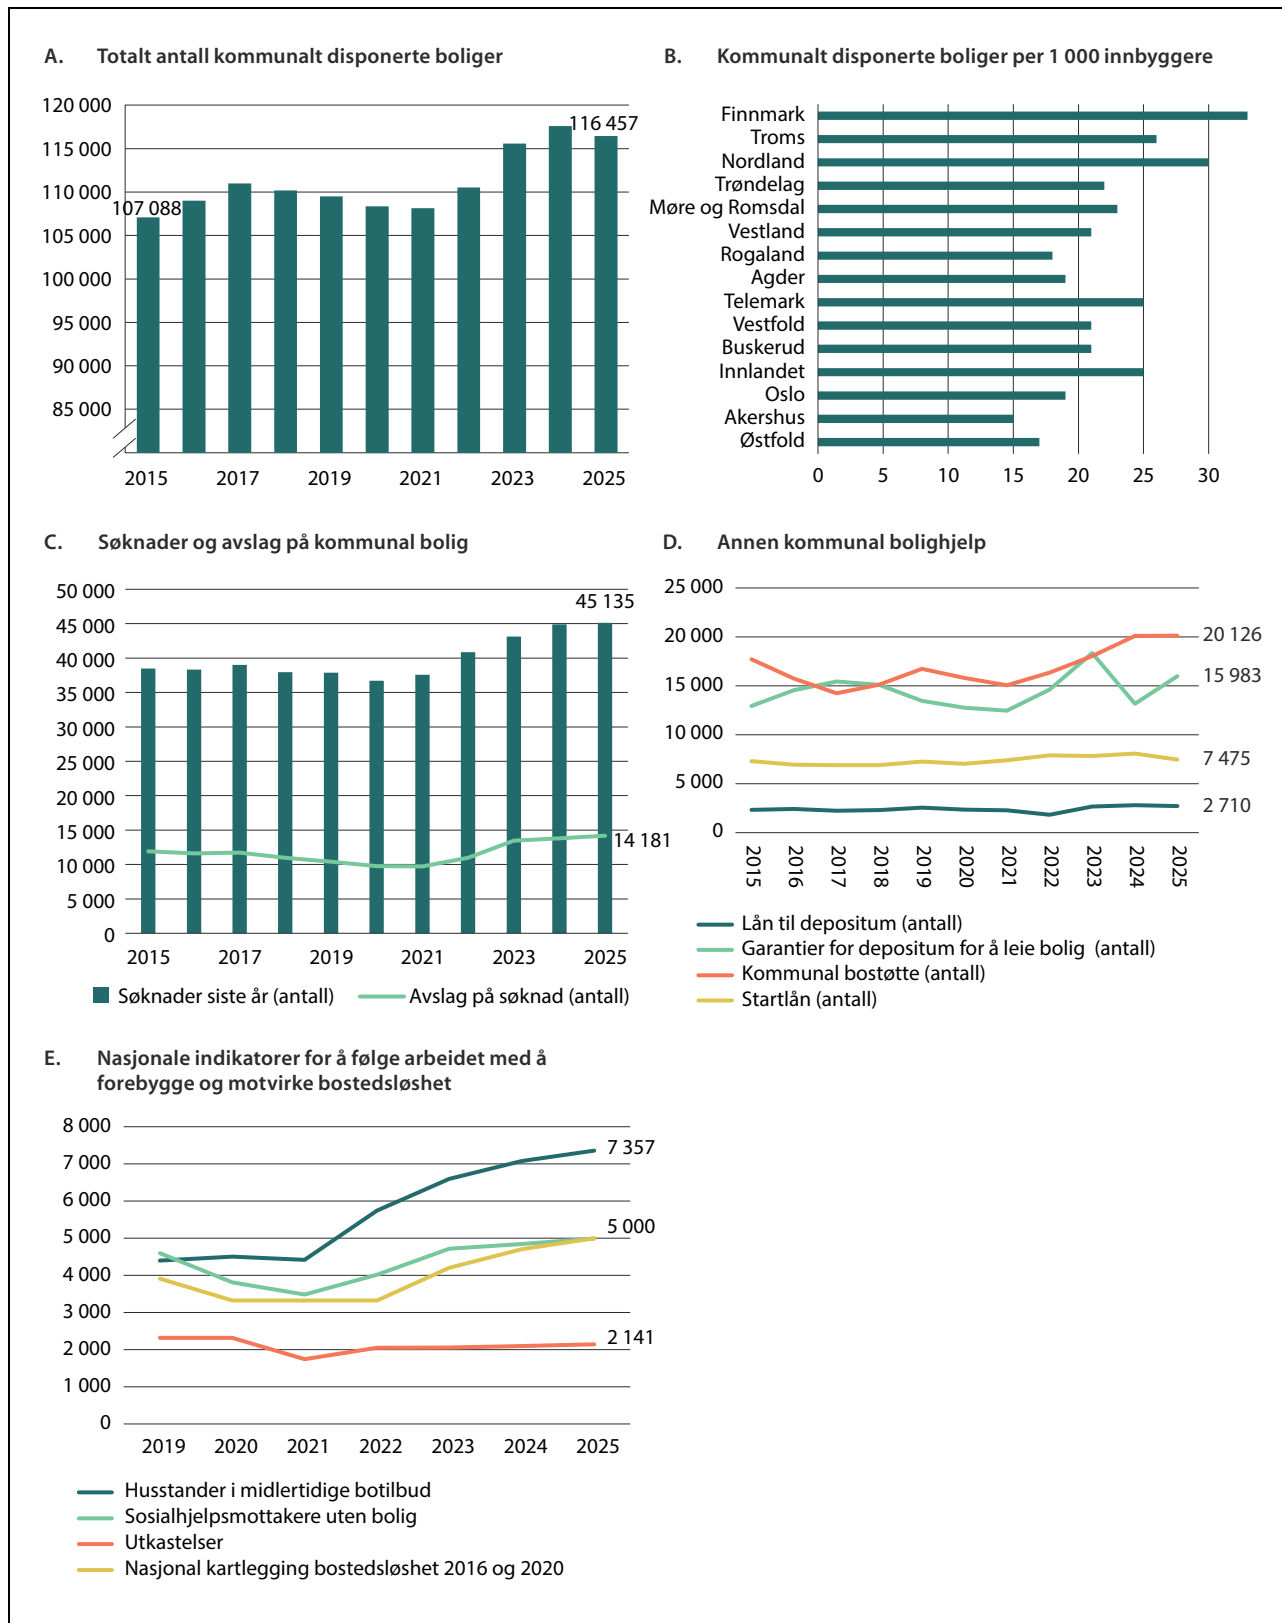 A. Totalt antall kommunalt disponerte boliger
120 000
115 000
110 000
105 000
100 000
95 000
90 000
85 000
107 088
116 457
2015 2017 2019 2021 2023 2025
B. Kommunalt disponerte boliger per 1 000 innbyggere
Finnmark
Troms
Nordland
Trøndelag
Møre og Romsdal
Vestland
Rogaland
Agder
Telemark
Vestfold
Buskerud
Innlandet
Oslo
Akershus
Østfold
0 5 10 15 20 25 30
C. Søknader og avslag på kommunal bolig
50 000
45 000
40 000
35 000
30 000
25 000
20 000
15 000
10 000
5 000
0
45 135
14 181
2015 2017 2019 2021 2023 2025
Søknader siste år (antall) Avslag på søknad (antall)
D. Annen kommunal bolighjelp
25 000
20 000
15 000
10 000
5 000
0
20 126
15 983
7 475
2 710
2015 2016 2017 2018 2019 2020 2021 2022 2023 2024 2025
Lån til depositum (antall)
Garantier for depositum for å leie bolig (antall)
Kommunal bostøtte (antall)
Startlån (antall)
E. Nasjonale indikatorer for å følge arbeidet med å
forebygge og motvirke bostedsløshet
8 000
7 000
6 000
5 000
4 000
3 000
2 000
1 000
0
7 357
5 000
2 141
2019 2020 2021 2022 2023 2024 2025
Husstander i midlertidige botilbud
Sosialhjelpsmottakere uten bolig
Utkastelser
Nasjonal kartlegging bostedsløshet 2016 og 2020